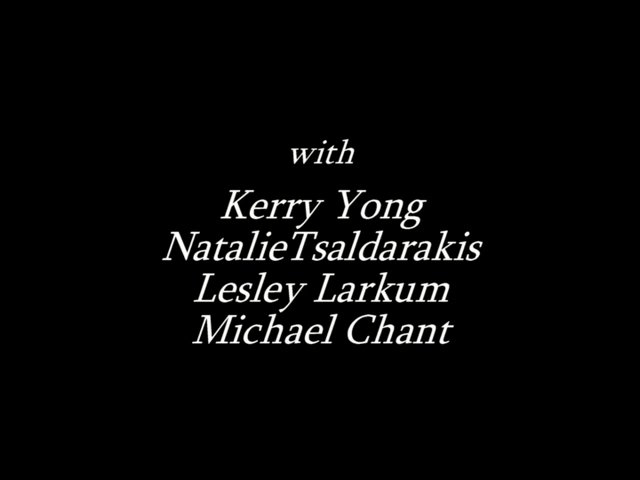 with
Kerry Yong
NatalieTsaldarakis
Lesley Larkum
Michael Chant